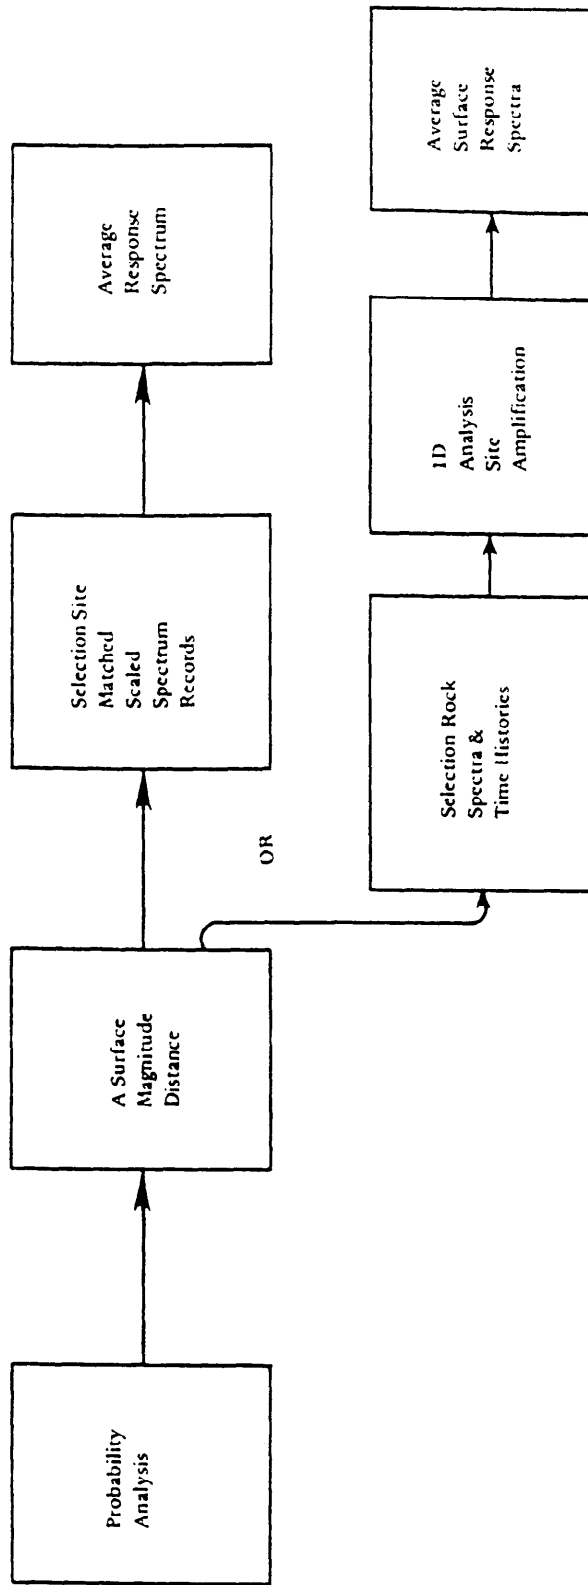 Probability
Analysis
A Surface
Magnitude
Distance
Selection Site
Matched
Scaled
Spectrum
Records
Average
Response
Spectrum
OR
Selection Rock
Spectra &
Time Histories
1D
Analysis
Site
Amplification
Average
Surface
Response
Spectra